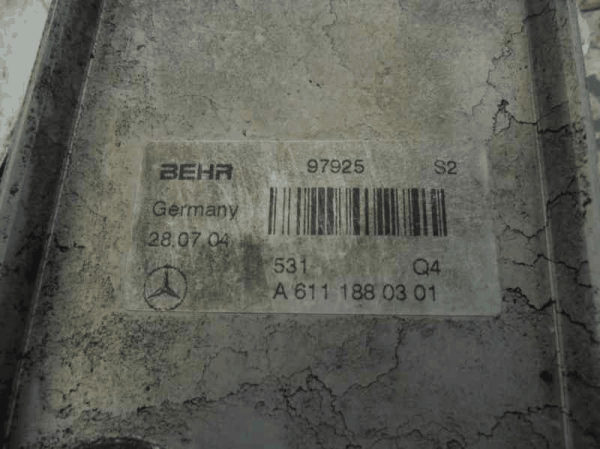 BEHR 97925 S2
Germany
28.07.04
531 Q4
A 611 188 03 01